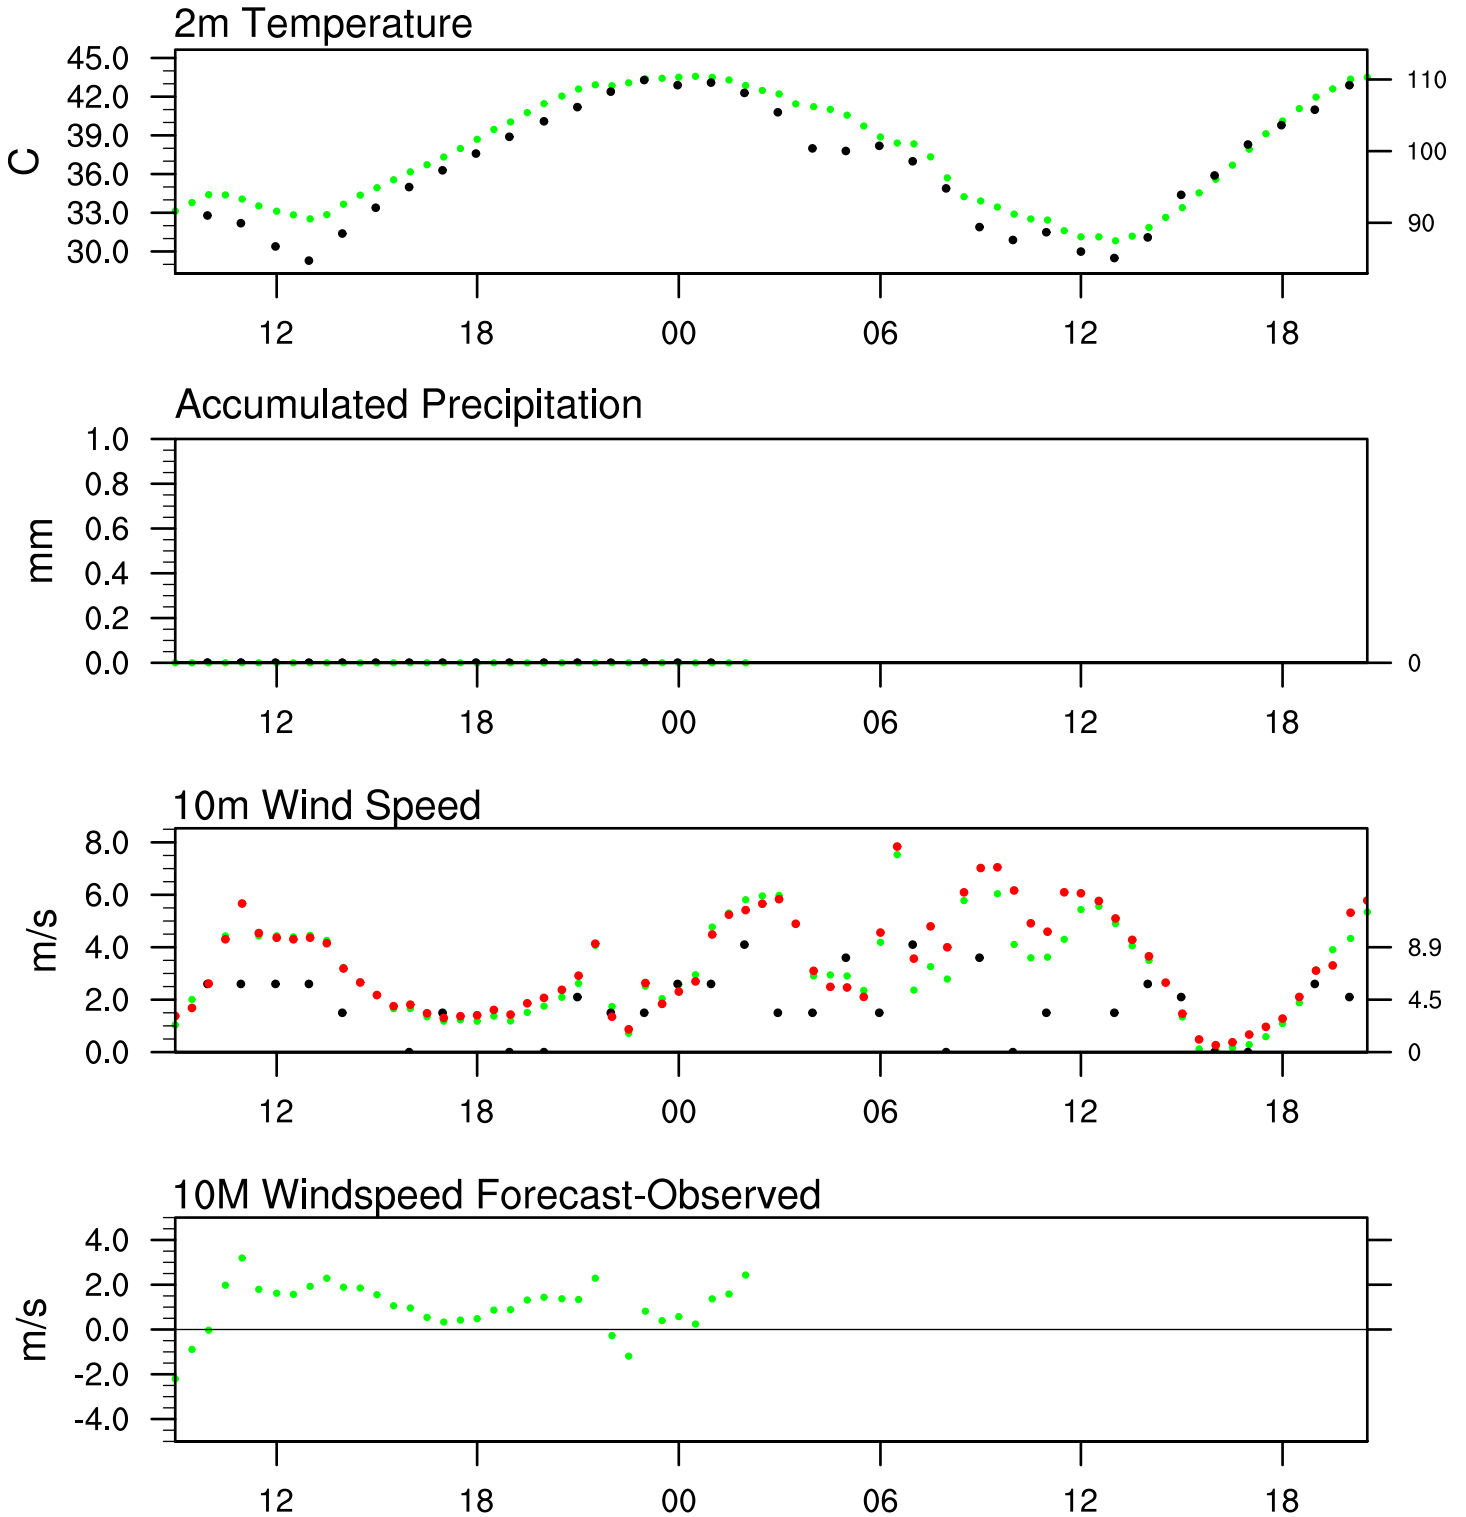 2m Temperature
45.0
42.0
39.0
36.0
33.0
30.0
C
110
100
90
12 18 00 06 12 18
Accumulated Precipitation
1.0
0.8
0.6
0.4
0.2
0.0
mm
0
12 18 00 06 12 18
10m Wind Speed
8.0
6.0
4.0
2.0
0.0
m/s
8.9
4.5
0
12 18 00 06 12 18
10M Windspeed Forecast-Observed
4.0
2.0
0.0
-2.0
-4.0
m/s
12 18 00 06 12 18